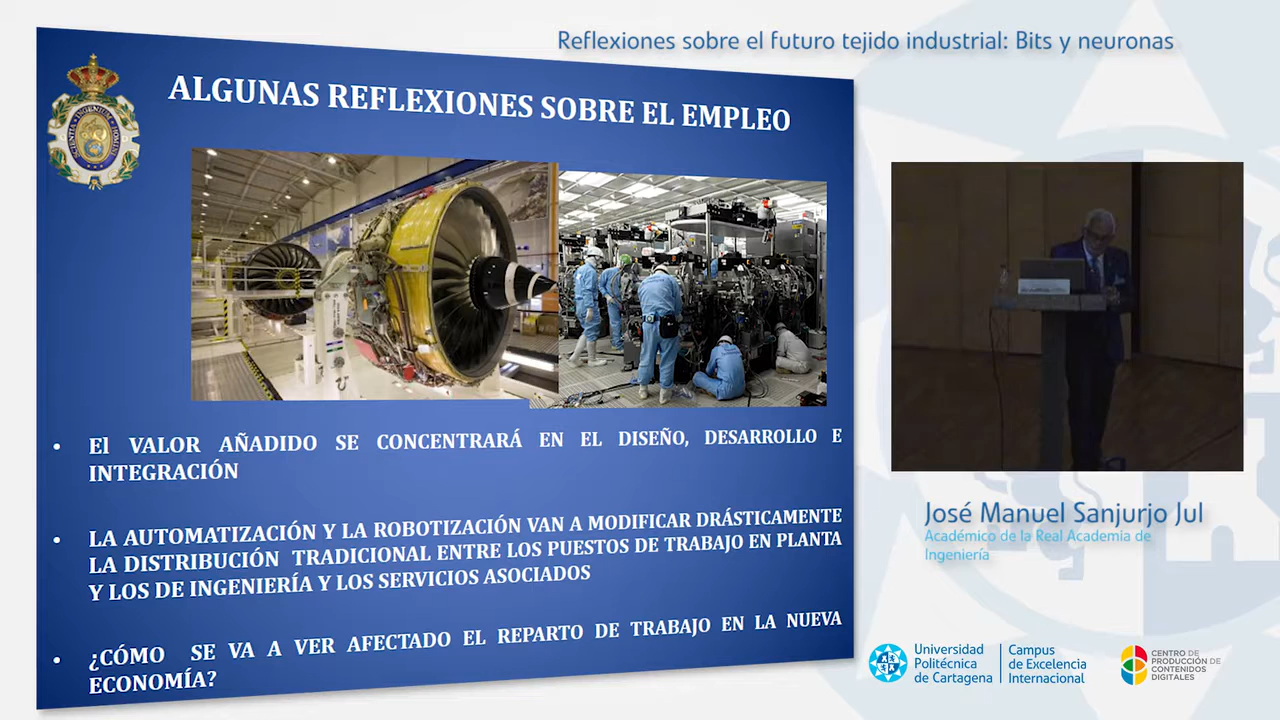 Reflexiones sobre el futuro tejido industrial: Bits y neuronas
ALGUNAS REFLEXIONES SOBRE EL EMPLEO
• El VALOR AÑADIDO SE CONCENTRARÁ EN EL DISEÑO, DESARROLLO E
INTEGRACIÓN
• LA AUTOMATIZACIÓN Y LA ROBOTIZACIÓN VAN A MODIFICAR DRÁSTICAMENTE
LA DISTRIBUCIÓN TRADICIONAL ENTRE LOS PUESTOS DE TRABAJO EN PLANTA
Y LOS DE INGENIERÍA Y LOS SERVICIOS ASOCIADOS
• ¿CÓMO SE VA A VER AFECTADO EL REPARTO DE TRABAJO EN LA NUEVA
ECONOMÍA?
José Manuel Sanjurjo Jul
Académico de la Real Academia de
Ingeniería
Universidad
Politécnica
de Cartagena
Campus
de Excelencia
Internacional
CENTRO DE
PRODUCCIÓN DE
CONTENIDOS
DIGITALES